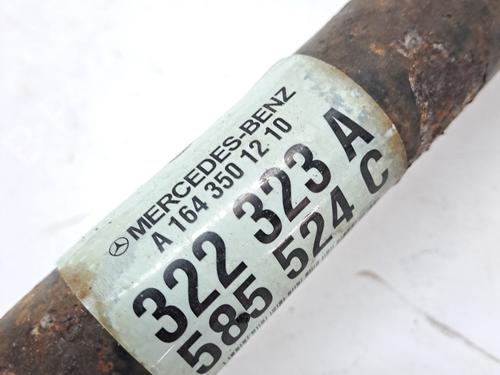 MERCEDES-BENZ
A 164 350 12 10
322 323 A
585 524 C